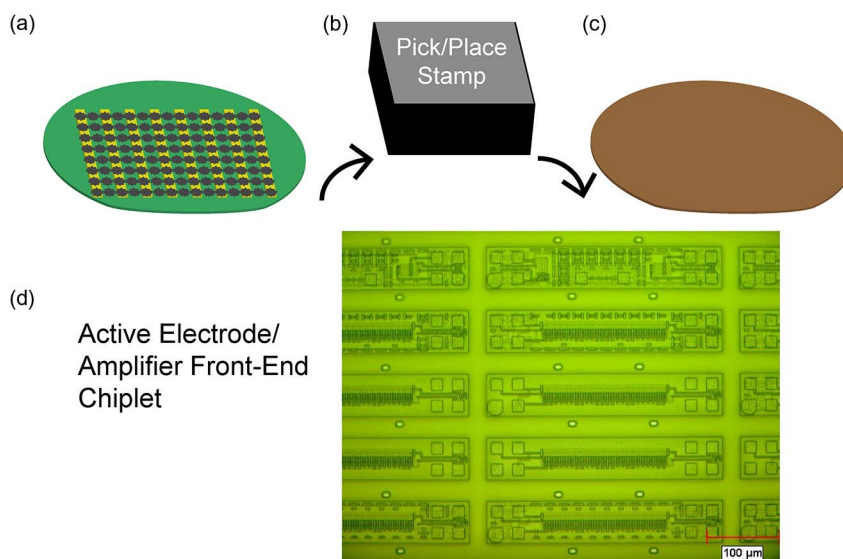 (a)
(b)
(c)
Pick/Place
Stamp
(d)
Active Electrode/
Amplifier Front-End
Chiplet
100 µm